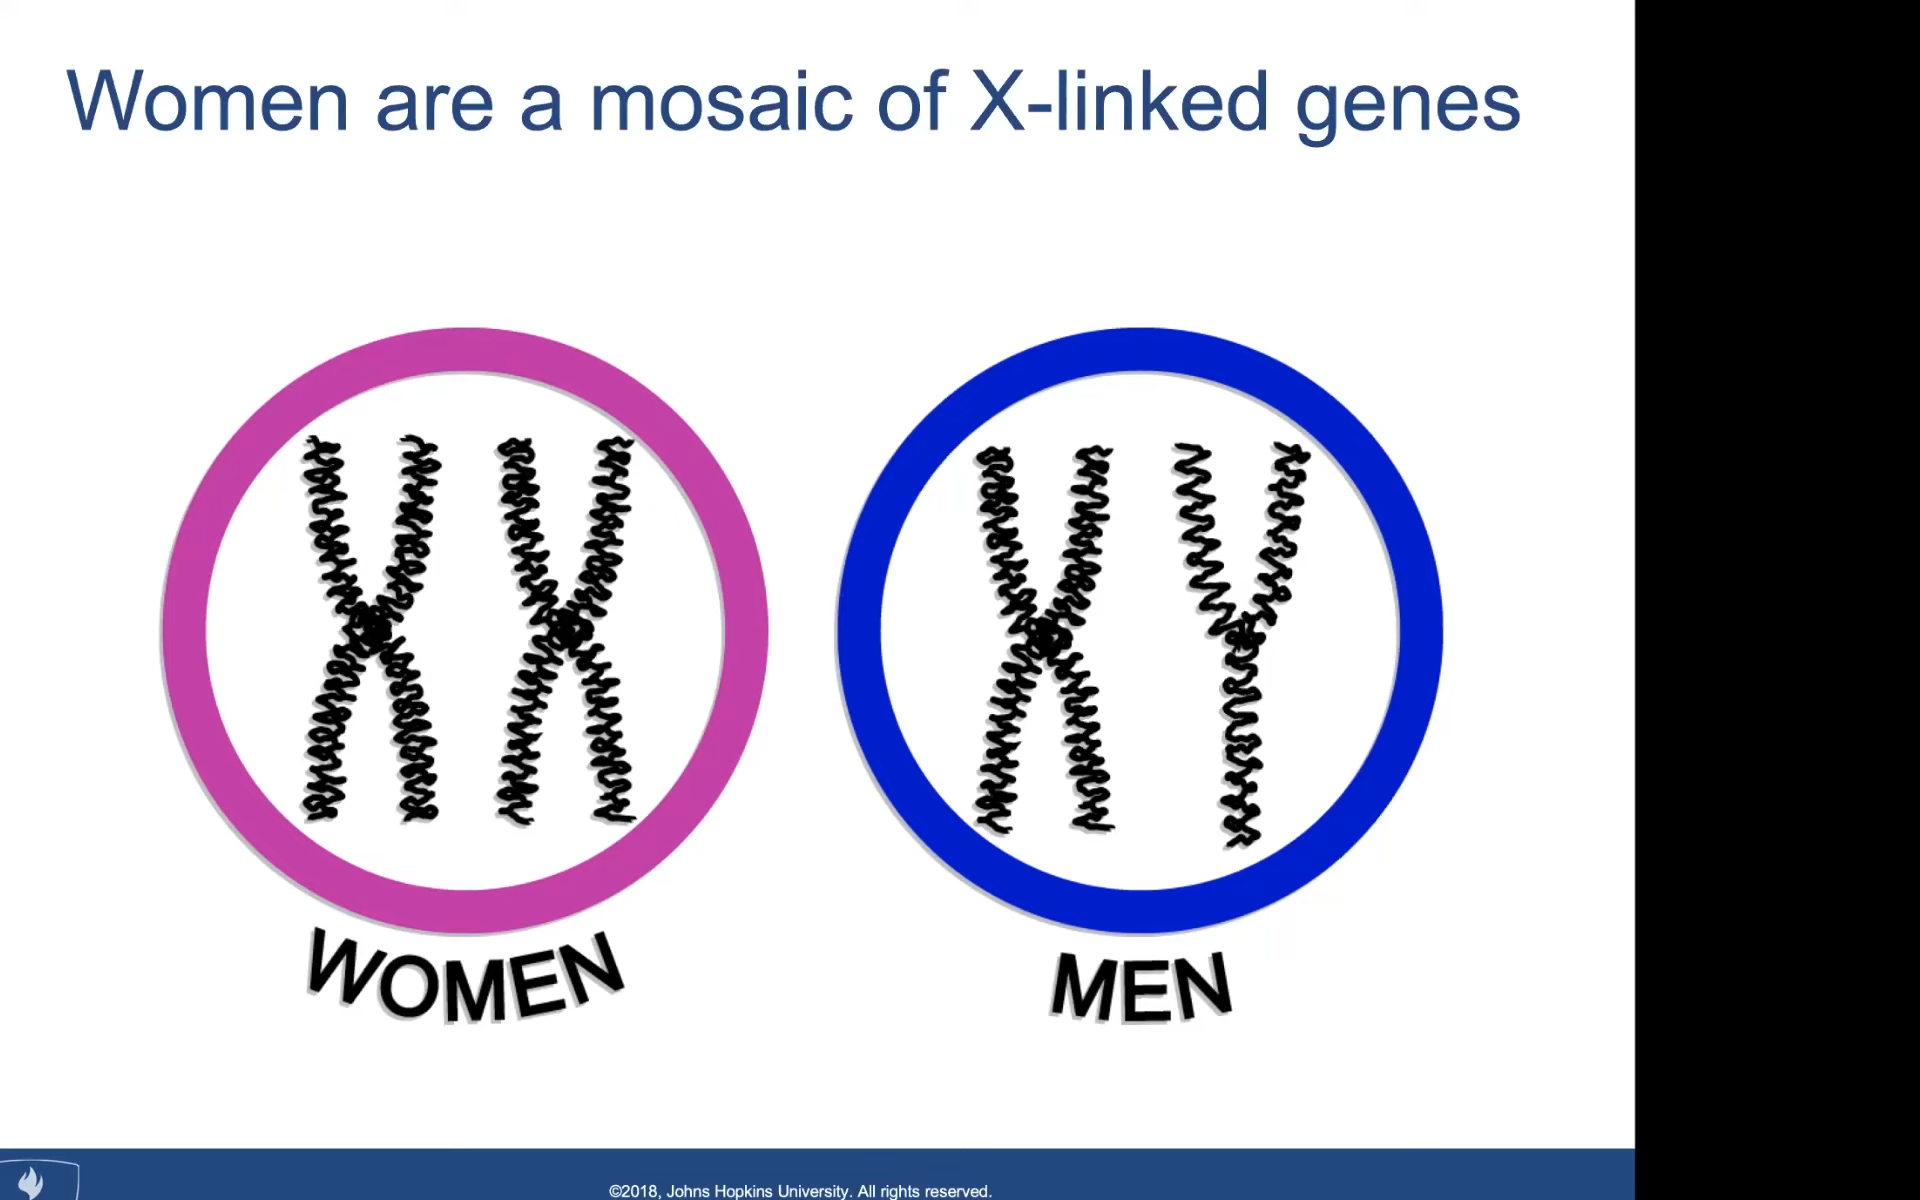 Women are a mosaic of X-linked genes
WOMEN
MEN
©2018, Johns Hopkins University. All rights reserved.